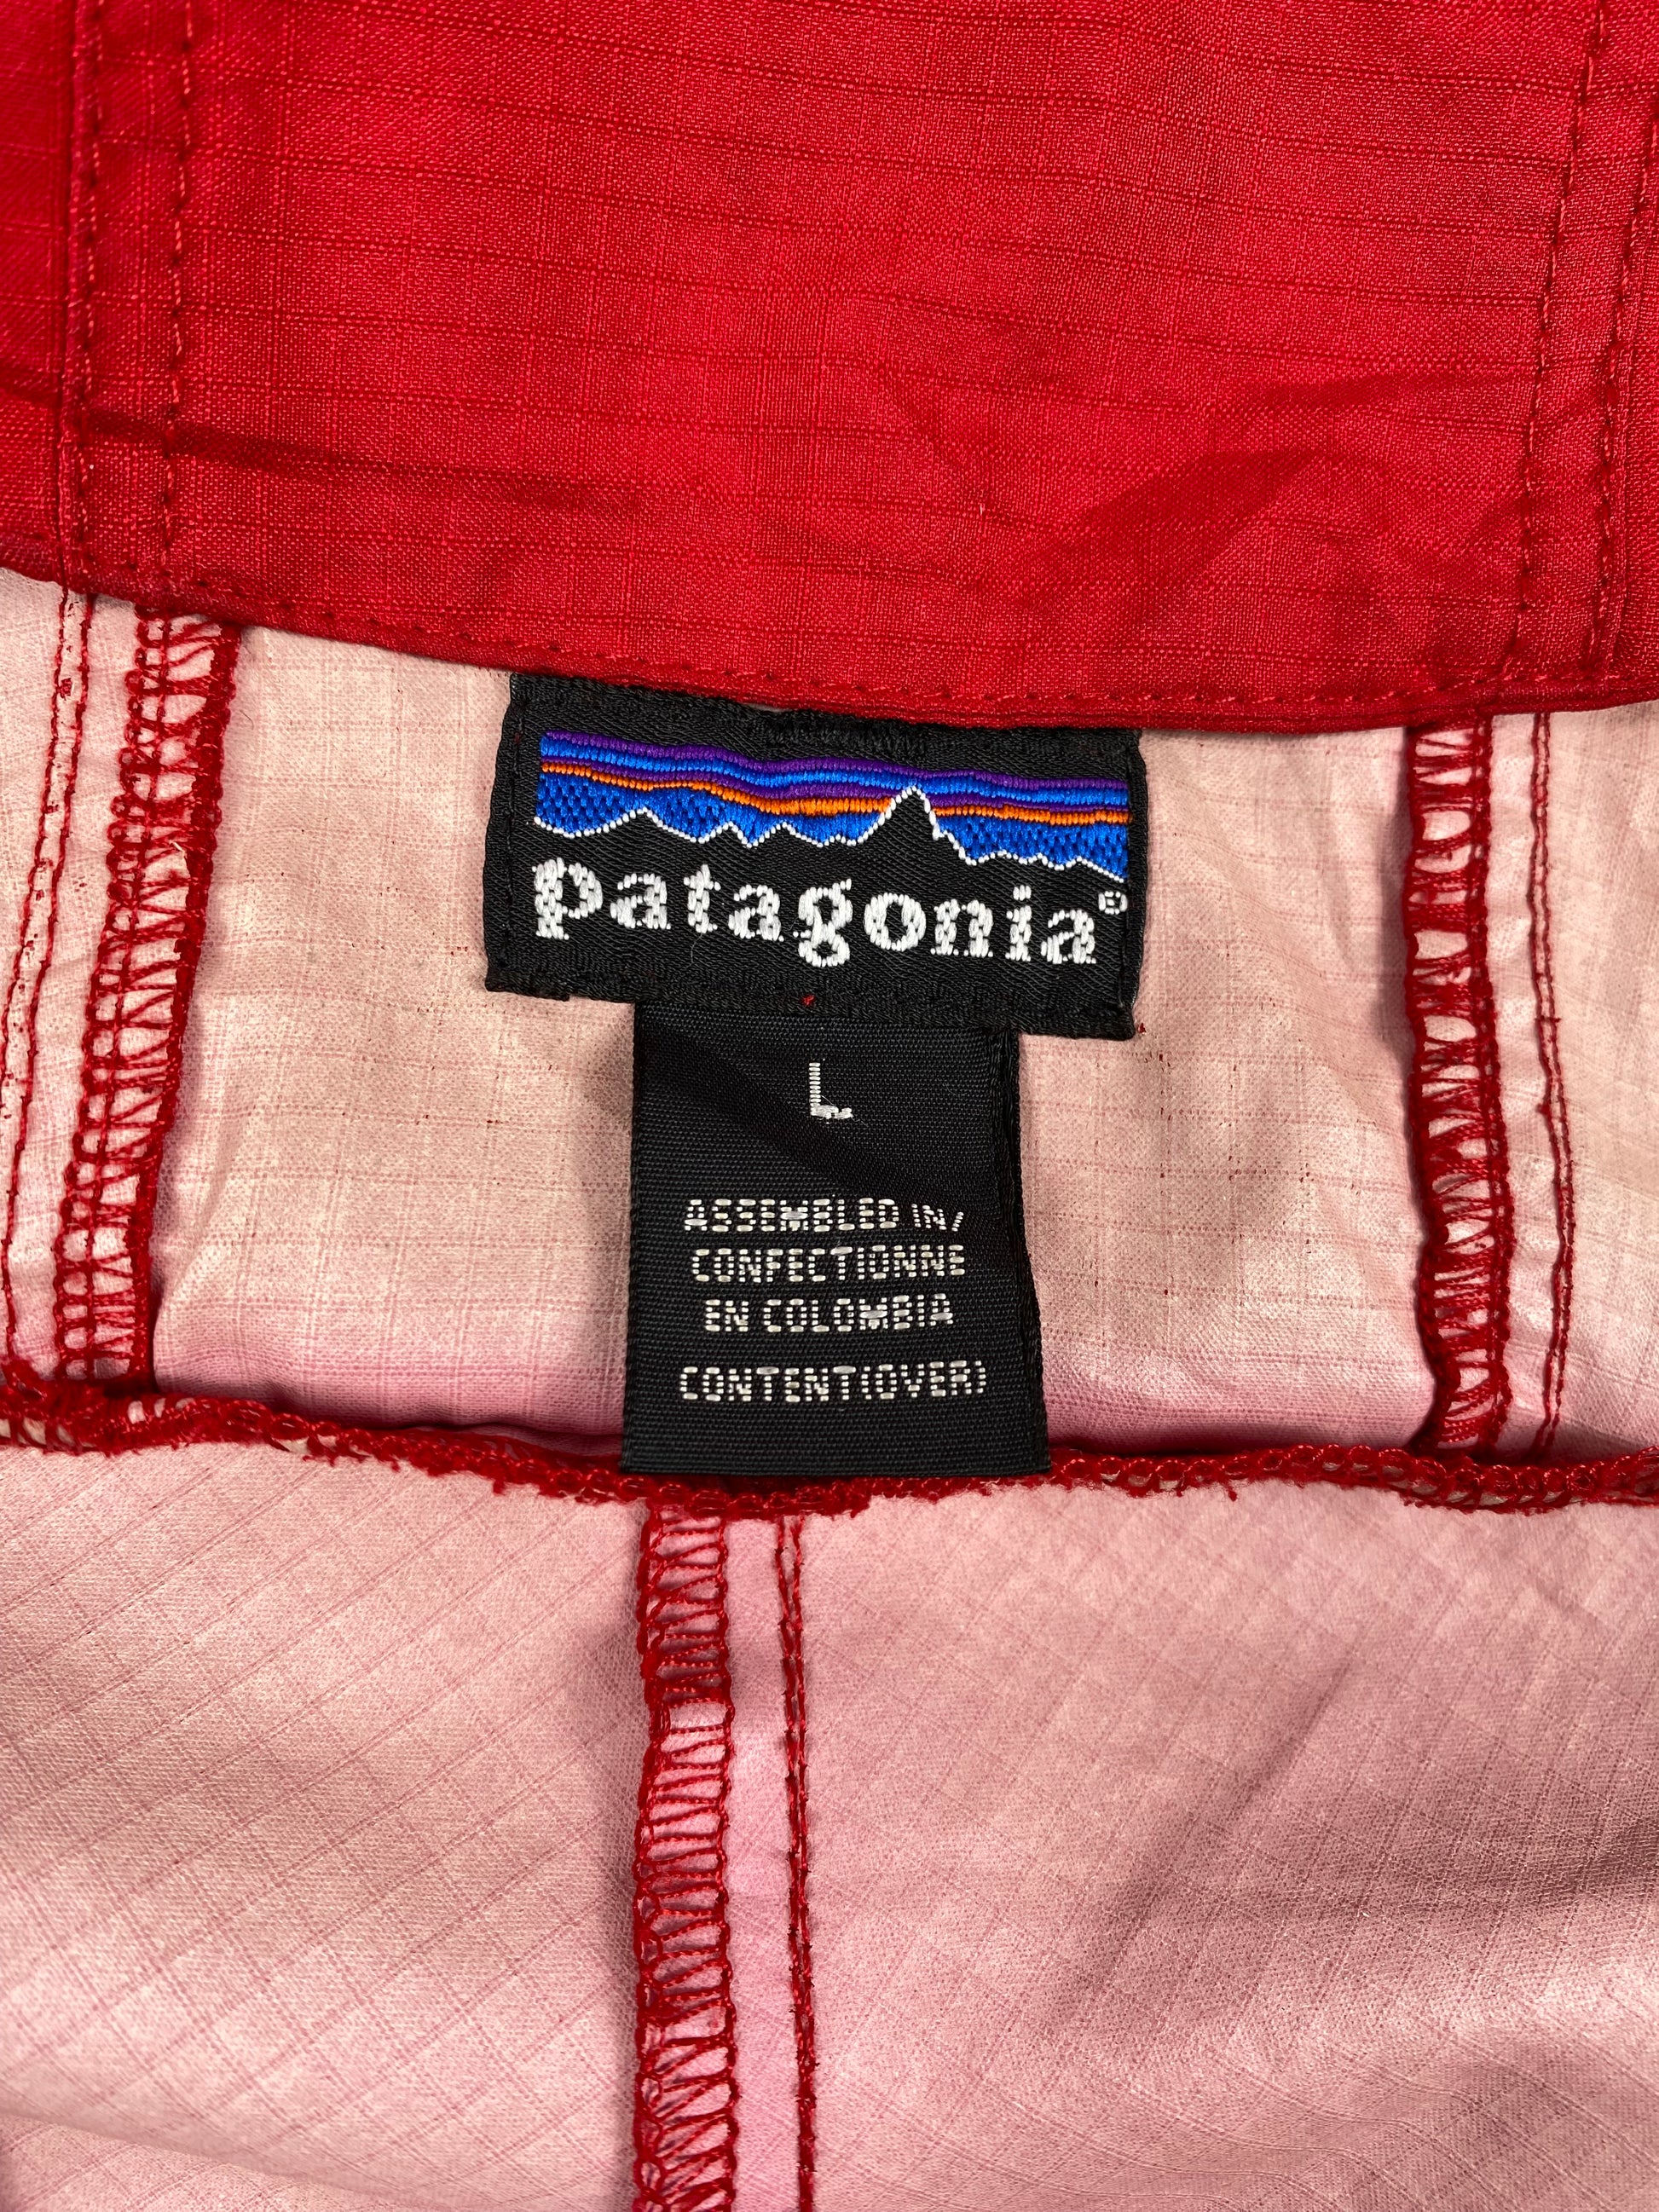 patagonia®
L
ASSEMBLED IN/
CONFECTIONNE
EN COLOMBIA
CONTENT(OVER)